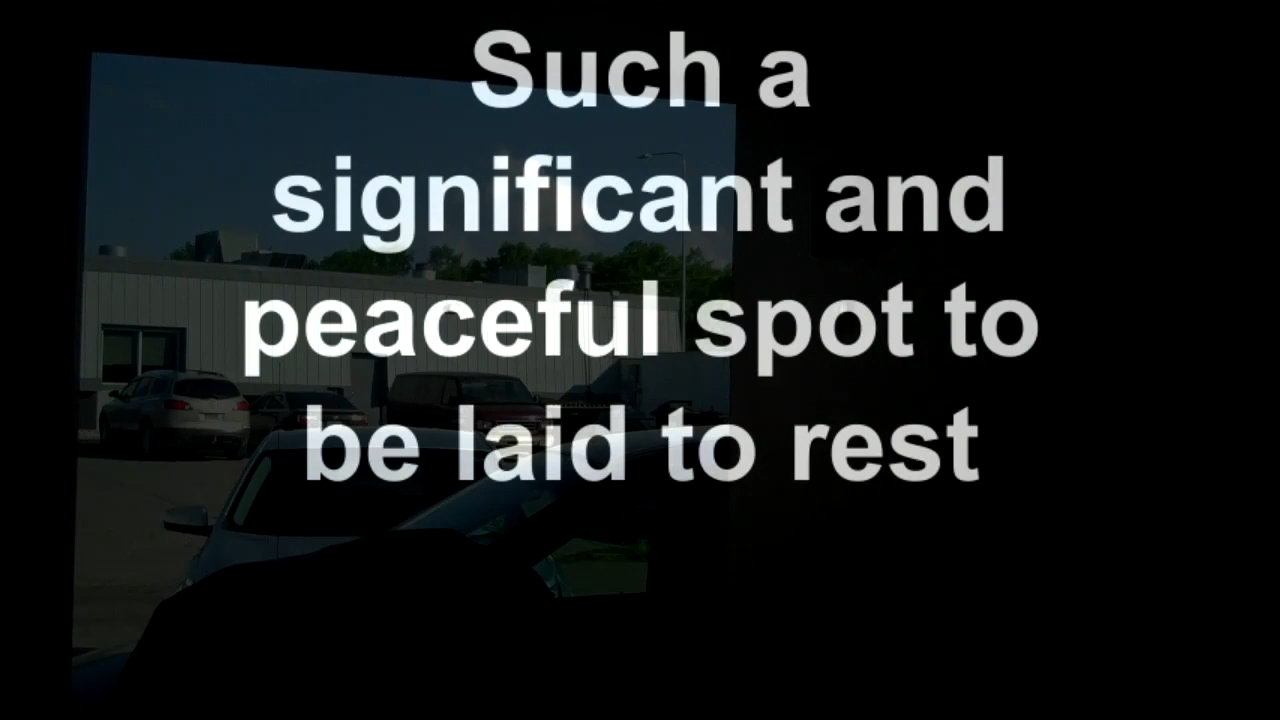 Such a
significant and
peaceful spot to
be laid to rest